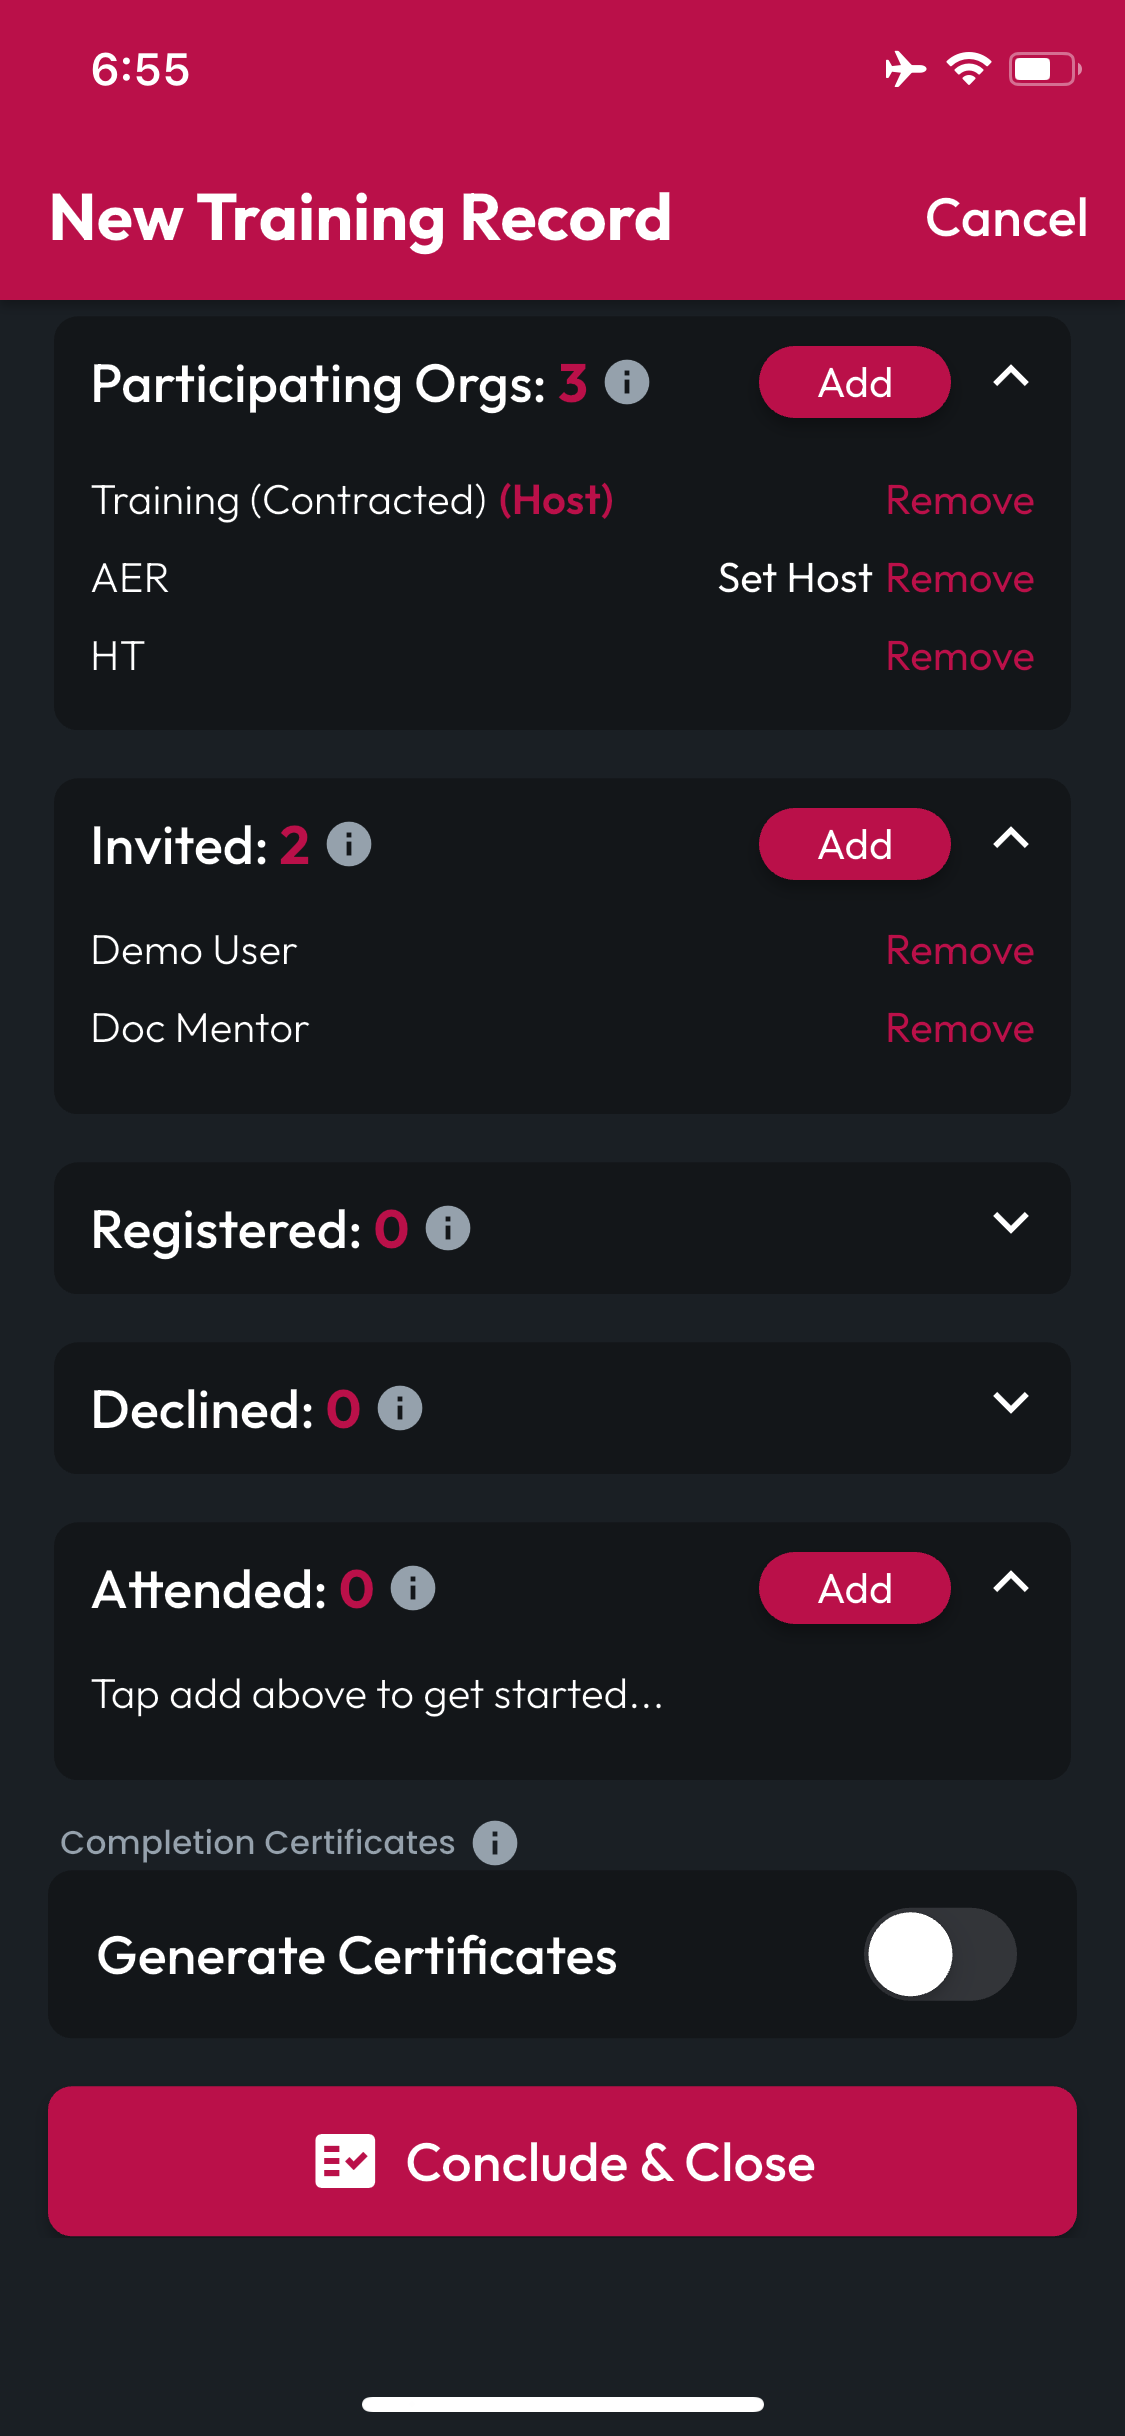 6:55
New Training Record Cancel
Participating Orgs: 3 Add
Training (Contracted) (Host) Remove
AER Set Host Remove
HT Remove
Invited: 2 Add
Demo User Remove
Doc Mentor Remove
Registered: 0
Declined: 0
Attended: 0 Add
Tap add above to get started...
Completion Certificates
Generate Certificates
Conclude & Close